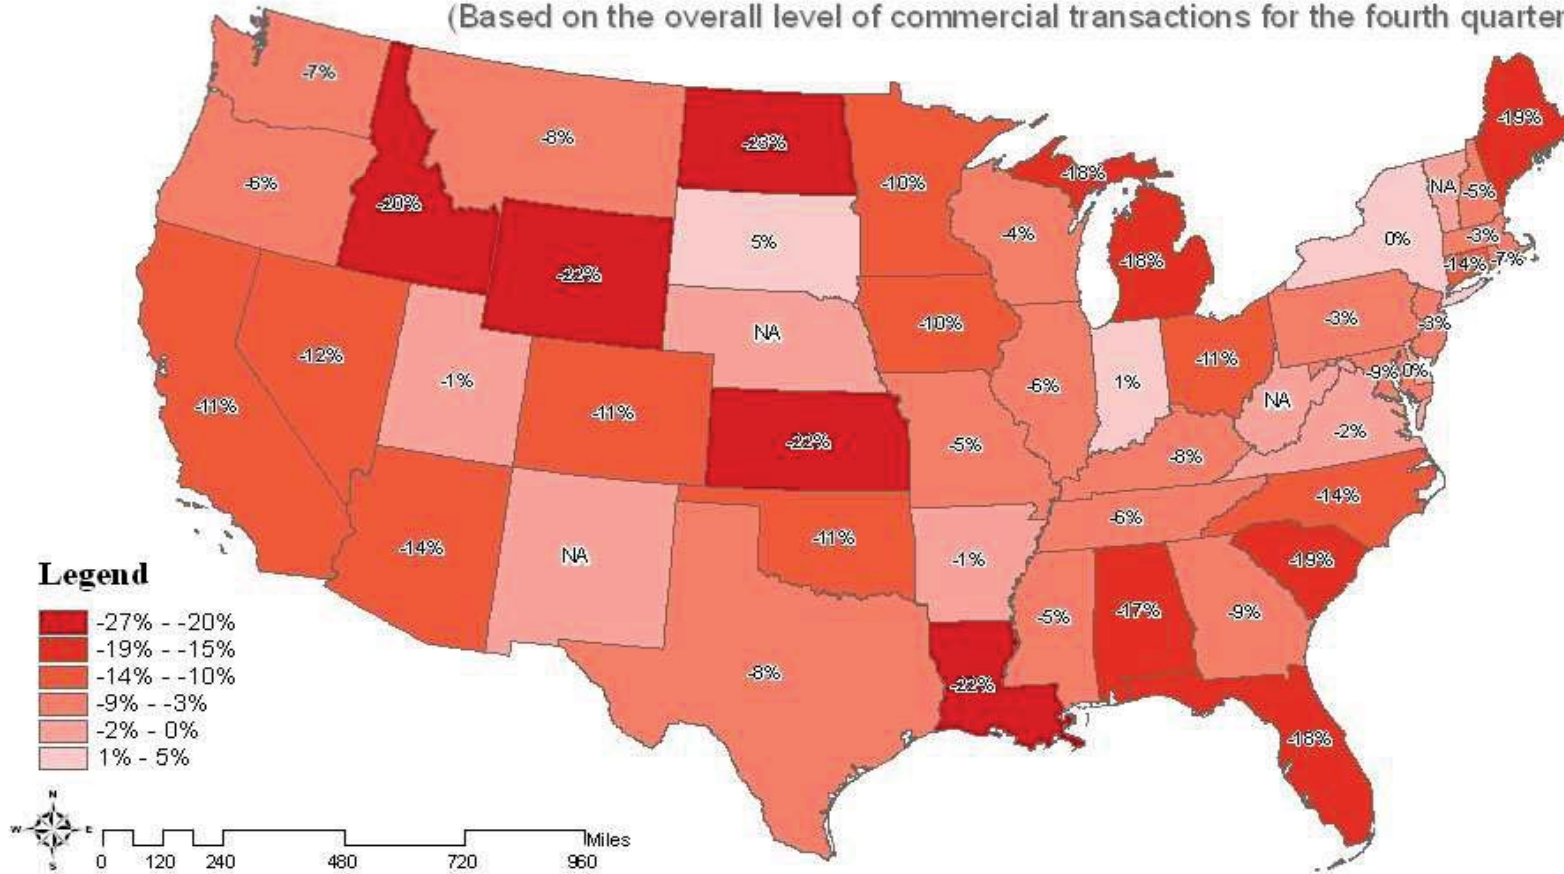 (Based on the overall level of commercial transactions for the fourth quarter
-7%
-8%
-6%
-20%
-23%
-10%
-18%
-19%
NA
-5%
-4%
-3%
0%
-14%
-7%
-18%
5%
-22%
-10%
NA
-12%
-1%
-11%
-11%
-22%
-6%
1%
-11%
-3%
-3%
-9%
0%
NA
-2%
-5%
-8%
-14%
-6%
-14%
NA
-11%
-1%
-19%
-5%
-17%
-9%
-8%
-22%
-18%
Legend
-27% - -20%
-19% - -15%
-14% - -10%
-9% - -3%
-2% - 0%
1% - 5%
N
W E
S
Miles
0 120 240 480 720 960